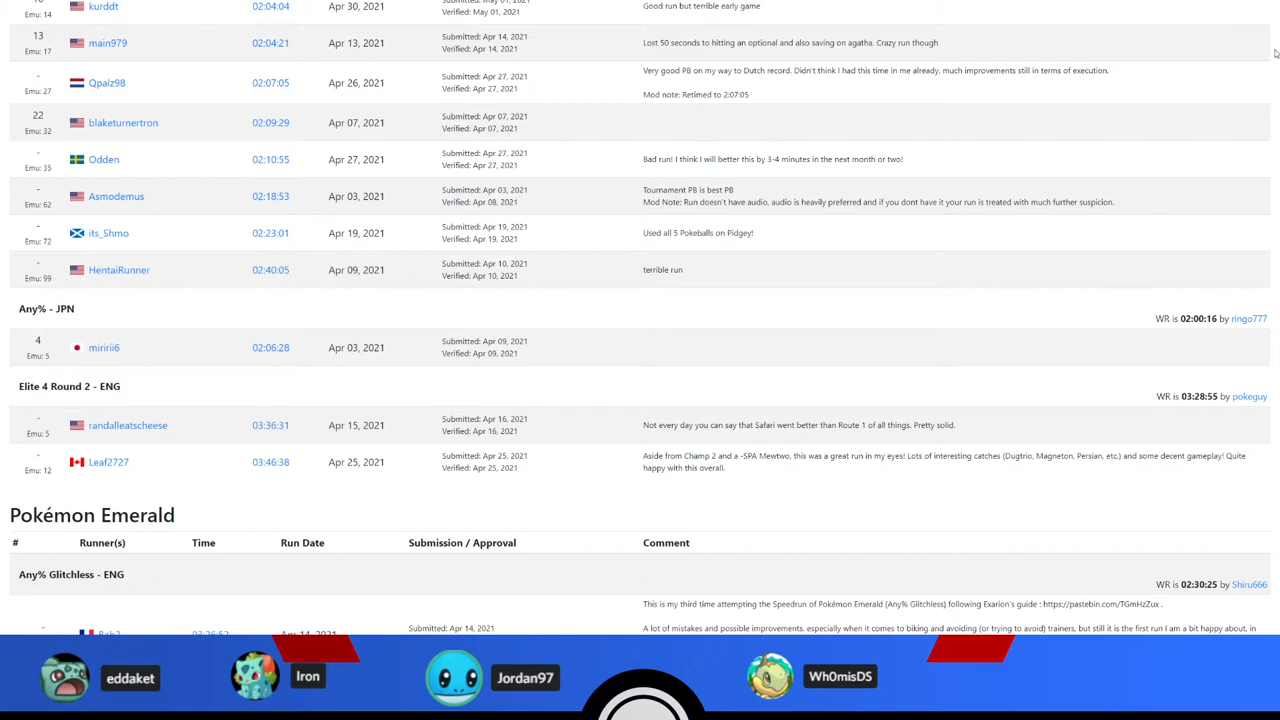 Emu: 14 kurddt 02:04:04 Apr 30, 2021 Verified: May 01, 2021 Good run but terrible early game
13 Emu: 17 main979 02:04:21 Apr 13, 2021 Submitted: Apr 14, 2021 Verified: Apr 14, 2021 Lost 50 seconds to hitting an optional and also saving on agatha. Crazy run though
- Emu: 27 Qpalz98 02:07:05 Apr 26, 2021 Submitted: Apr 27, 2021 Verified: Apr 27, 2021 Very good PB on my way to Dutch record. Didn't think I had this time in me already, much improvements still in terms of execution.
Mod note: Retimed to 2:07:05
22 Emu: 32 blaketurnertron 02:09:29 Apr 07, 2021 Submitted: Apr 07, 2021 Verified: Apr 07, 2021
- Emu: 35 Odden 02:10:55 Apr 27, 2021 Submitted: Apr 27, 2021 Verified: Apr 27, 2021 Bad run! I think I will better this by 3-4 minutes in the next month or two!
- Emu: 62 Asmodemus 02:18:53 Apr 03, 2021 Submitted: Apr 03, 2021 Verified: Apr 08, 2021 Tournament PB is best PB
Mod Note: Run doesn't have audio, audio is heavily preferred and if you dont have it your run is treated with much further suspicion.
- Emu: 72 its_Shmo 02:23:01 Apr 19, 2021 Submitted: Apr 19, 2021 Verified: Apr 19, 2021 Used all 5 Pokeballs on Pidgey!
- Emu: 99 HentaiRunner 02:40:05 Apr 09, 2021 Submitted: Apr 10, 2021 Verified: Apr 10, 2021 terrible run
Any% - JPN
WR is 02:00:16 by ringo777
4 Emu: 5 miririi6 02:06:28 Apr 03, 2021 Submitted: Apr 09, 2021 Verified: Apr 09, 2021
Elite 4 Round 2 - ENG
WR is 03:28:55 by pokeguy
- Emu: 5 randalleatscheese 03:36:31 Apr 15, 2021 Submitted: Apr 16, 2021 Verified: Apr 16, 2021 Not every day you can say that Safari went better than Route 1 of all things. Pretty solid.
- Emu: 12 Leaf2727 03:46:38 Apr 25, 2021 Submitted: Apr 25, 2021 Verified: Apr 25, 2021 Aside from Champ 2 and a -SPA Mewtwo, this was a great run in my eyes! Lots of interesting catches (Dugtrio, Magneton, Persian, etc.) and some decent gameplay! Quite
happy with this overall.
Pokémon Emerald
# Runner(s) Time Run Date Submission / Approval Comment
Any% Glitchless - ENG
WR is 02:30:25 by Shiru666
This is my third time attempting the Speedrun of Pokémon Emerald (Any% Glitchless) following Exarion's guide : https://pastebin.com/TGmHzZux .
- Apr 14, 2021 Submitted: Apr 14, 2021 A lot of mistakes and possible improvements, especially when it comes to biking and avoiding (or trying to avoid) trainers, but still it is the first run I am a bit happy about, in
eddaket Iron Jordan97 Wh0misDS